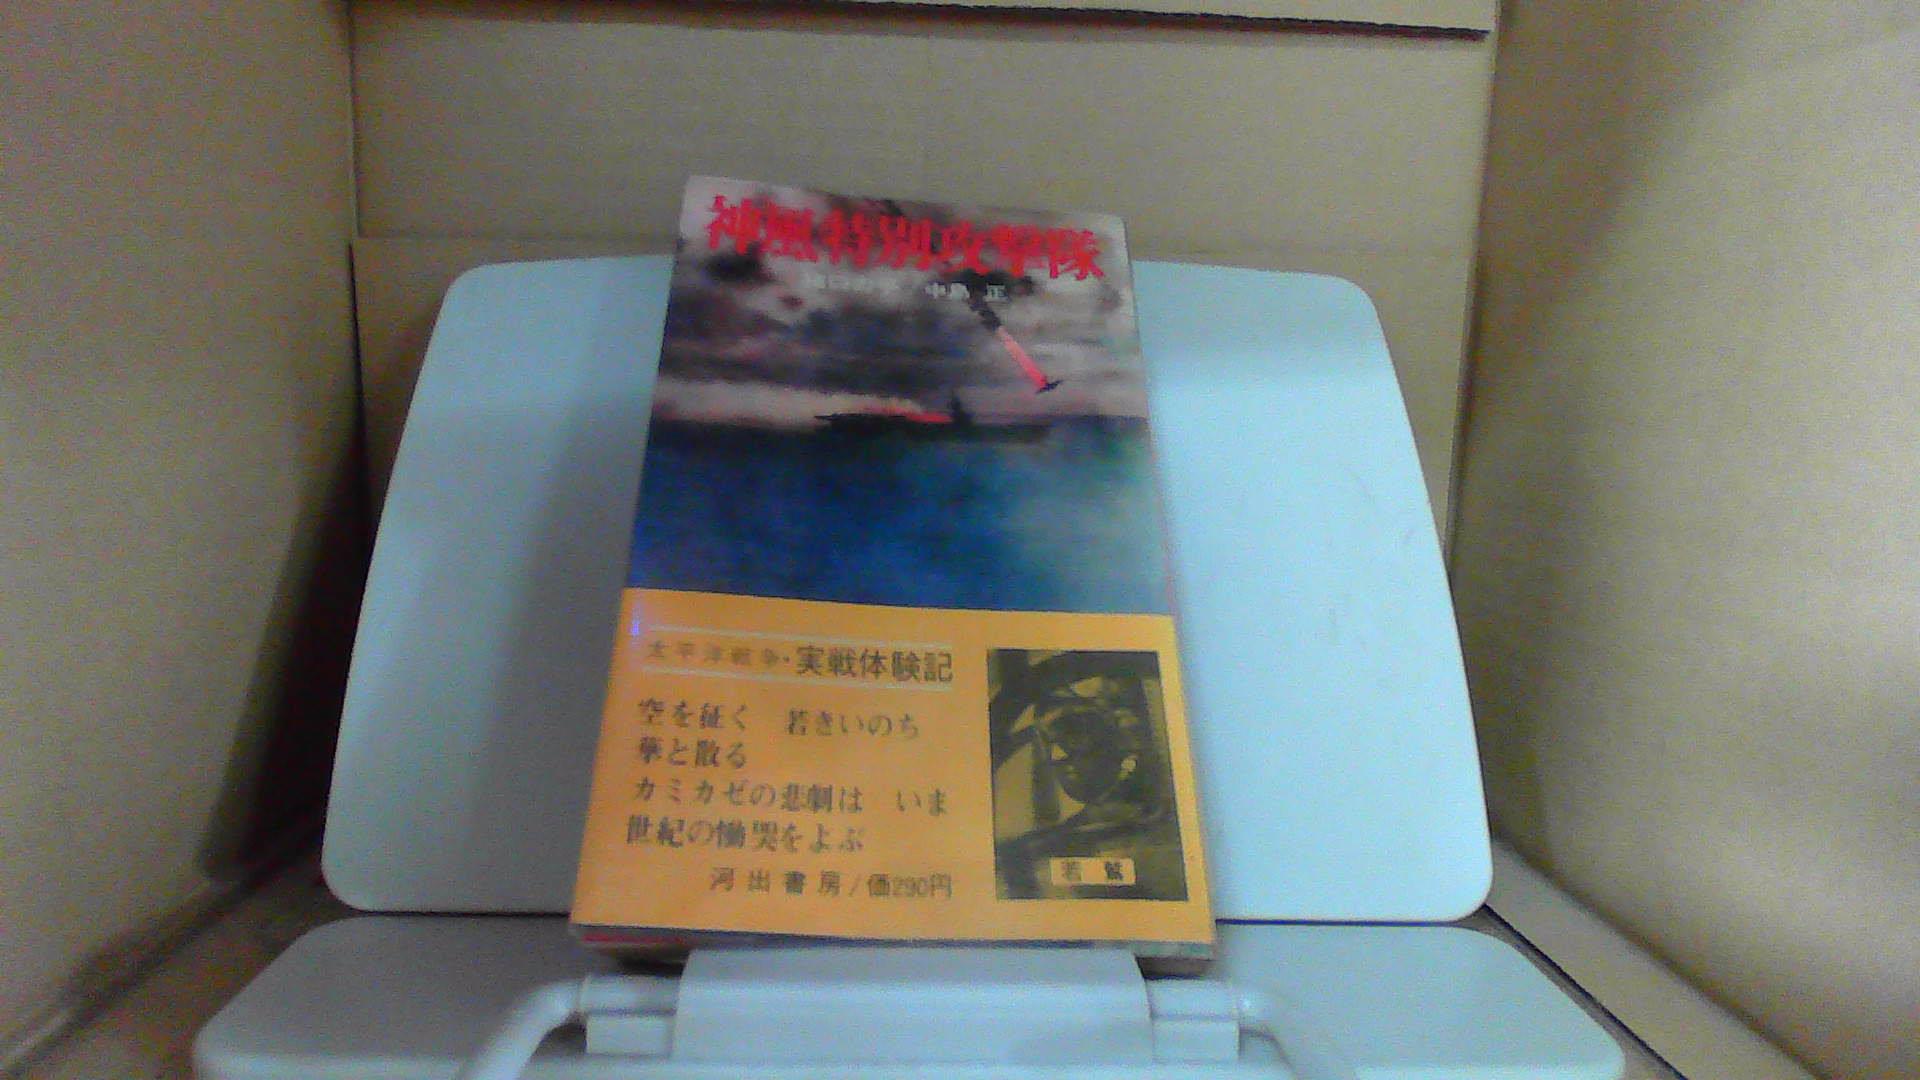 神風特別攻撃隊
猪口力平 中島 正
太平洋戦争・実戦体験記
空を征く 若きいのち
華と散る
カミカゼの悲劇は いま
世紀の慟哭をよぶ
河出書房/価290円
若鷲